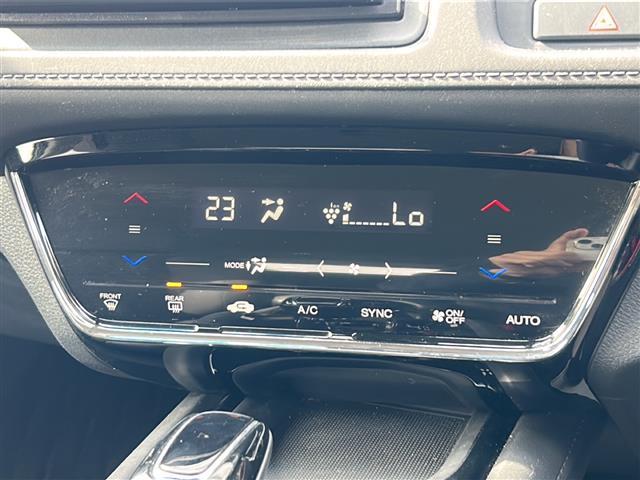 23 Lo
MODE
FRONT REAR A/C SYNC ON/OFF AUTO